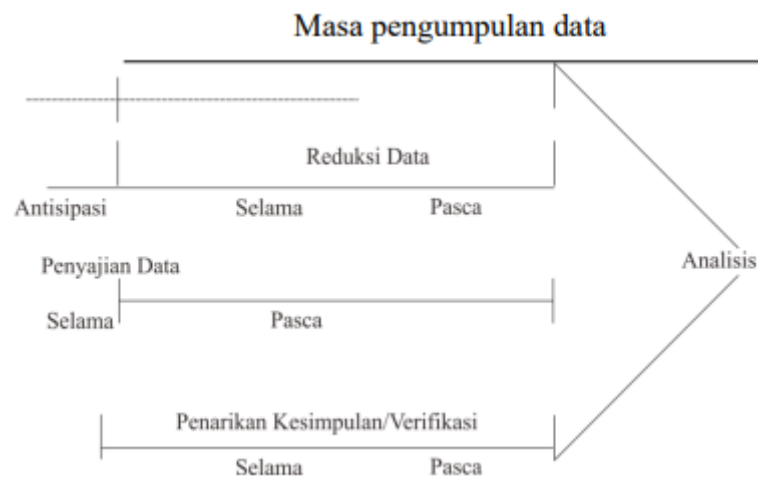 Masa pengumpulan data
Reduksi Data
Antisipasi Selama Pasca
Penyajian Data
Analisis
Selama Pasca
Penarikan Kesimpulan/Verifikasi
Selama Pasca